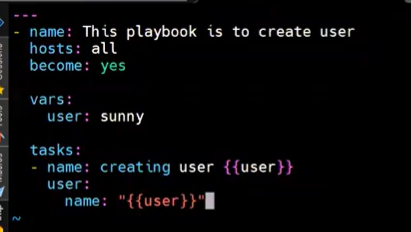 ---
- name: This playbook is to create user
  hosts: all
  become: yes

  vars:
    user: sunny

  tasks:
  - name: creating user {{user}}
    user:
      name: "{{user}}"
~